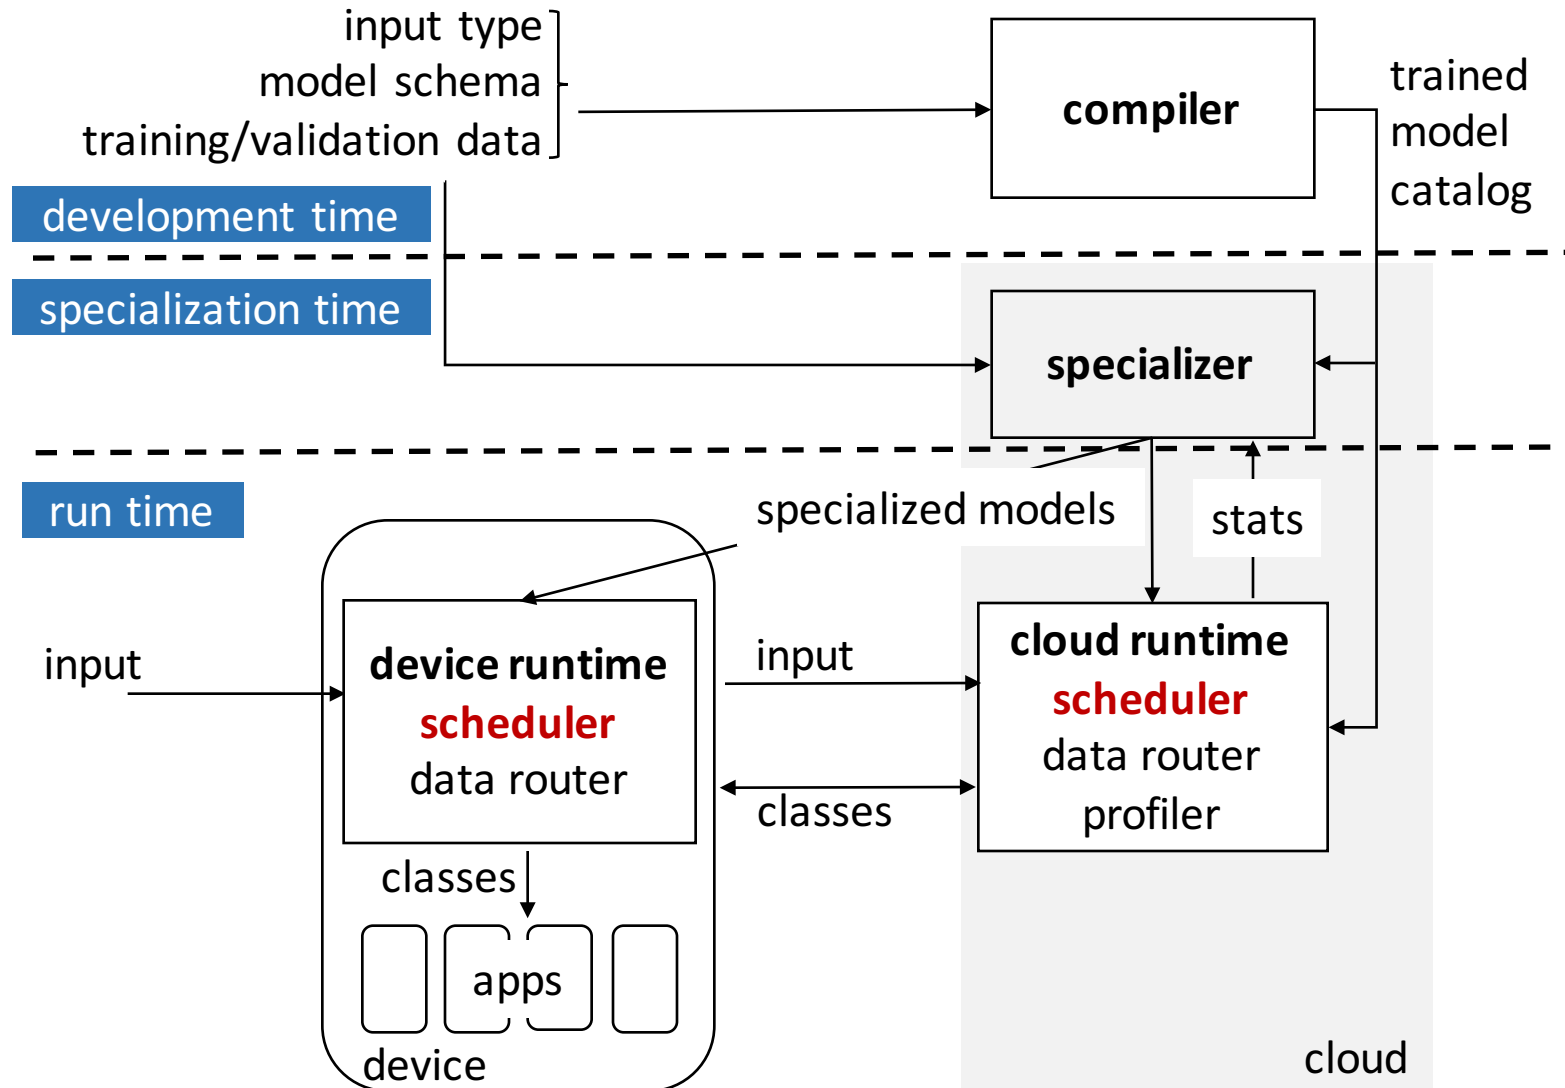 input type
model schema
training/validation data
compiler
trained
model
catalog
development time
specialization time
specializer
run time
specialized models
stats
input
device runtime
scheduler
data router
input
cloud runtime
scheduler
data router
profiler
classes
classes
apps
device
cloud